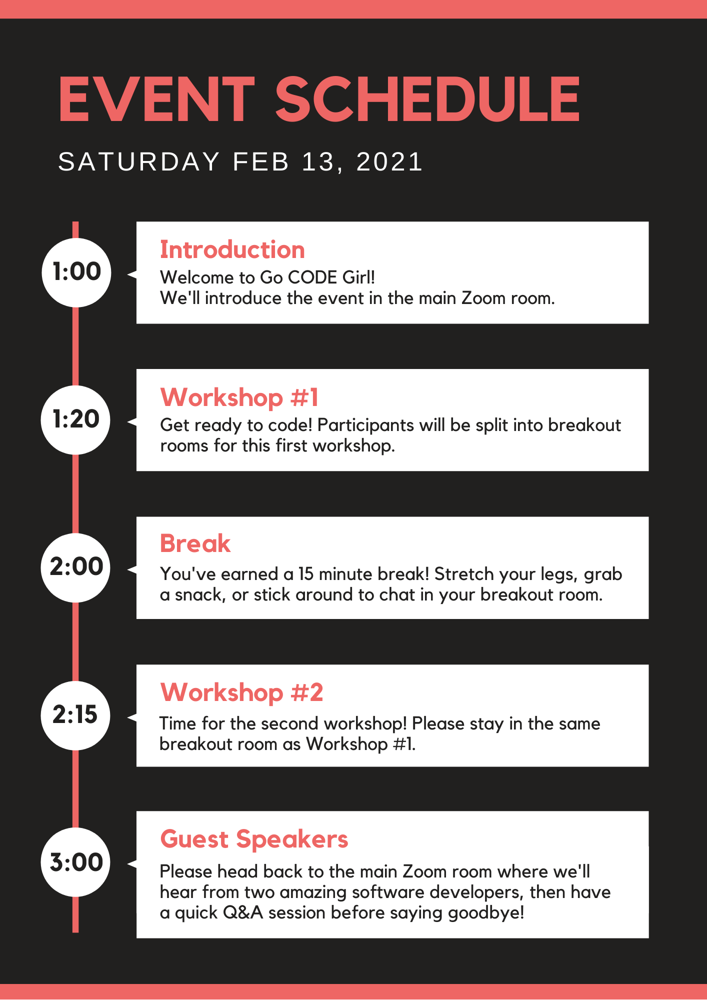 EVENT SCHEDULE
SATURDAY FEB 13, 2021
1:00
Introduction
Welcome to Go CODE Girl!
We'll introduce the event in the main Zoom room.
1:20
Workshop #1
Get ready to code! Participants will be split into breakout
rooms for this first workshop.
2:00
Break
You've earned a 15 minute break! Stretch your legs, grab
a snack, or stick around to chat in your breakout room.
2:15
Workshop #2
Time for the second workshop! Please stay in the same
breakout room as Workshop #1.
3:00
Guest Speakers
Please head back to the main Zoom room where we'll
hear from two amazing software developers, then have
a quick Q&A session before saying goodbye!